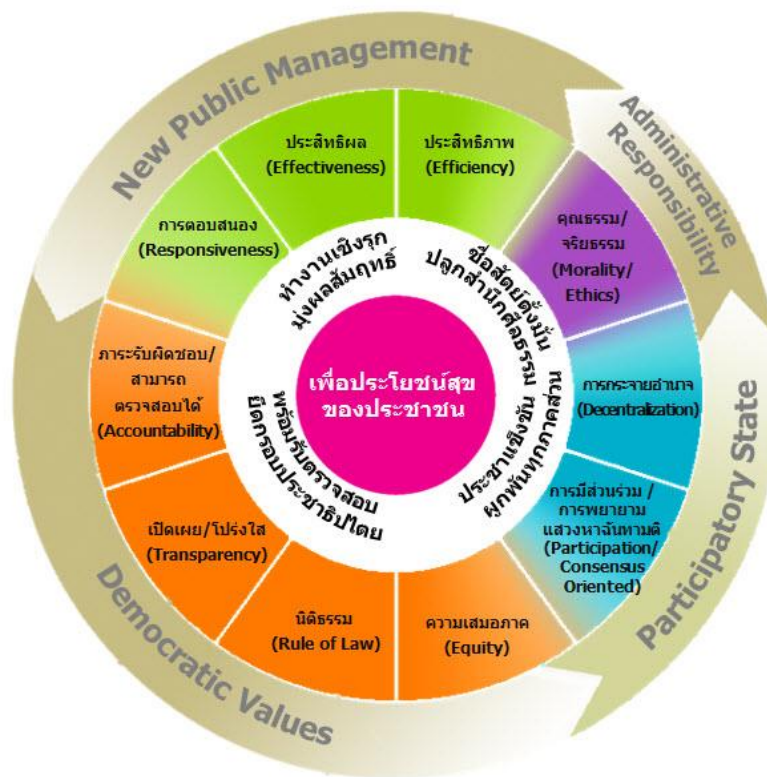 New Public Management
Administrative
Responsibility
Participatory State
Democratic Values
ประสิทธิผล
(Effectiveness)
ประสิทธิภาพ
(Efficiency)
คุณธรรม/
จริยธรรม
(Morality/
Ethics)
การกระจายอำนาจ
(Decentralization)
การมีส่วนร่วม /
การพยายาม
แสวงหาฉันทามติ
(Participation/
Consensus
Oriented)
ความเสมอภาค
(Equity)
นิติธรรม
(Rule of Law)
เปิดเผย/โปร่งใส
(Transparency)
ภาระรับผิดชอบ/
สามารถ
ตรวจสอบได้
(Accountability)
การตอบสนอง
(Responsiveness)
ทำงานเชิงรุก
มุ่งผลสัมฤทธิ์
ซื่อสัตย์ตั้งมั่น
ปลูกสำนึกศีลธรรม
ประชาแข็งขัน
ผูกพันทุกภาคส่วน
พร้อมรับตรวจสอบ
ยึดกรอบประชาธิปไตย
เพื่อประโยชน์สุข
ของประชาชน